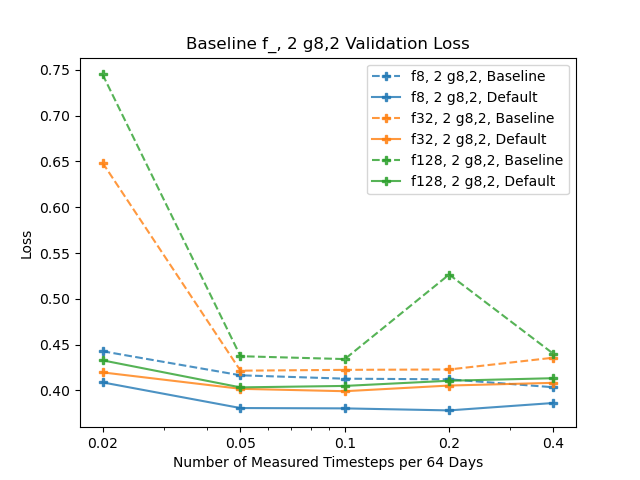 Baseline f_, 2 g8,2 Validation Loss
f8, 2 g8,2, Baseline
f8, 2 g8,2, Default
f32, 2 g8,2, Baseline
f32, 2 g8,2, Default
f128, 2 g8,2, Baseline
f128, 2 g8,2, Default
Loss
0.75
0.70
0.65
0.60
0.55
0.50
0.45
0.40
0.02
0.05
0.1
0.2
0.4
Number of Measured Timesteps per 64 Days